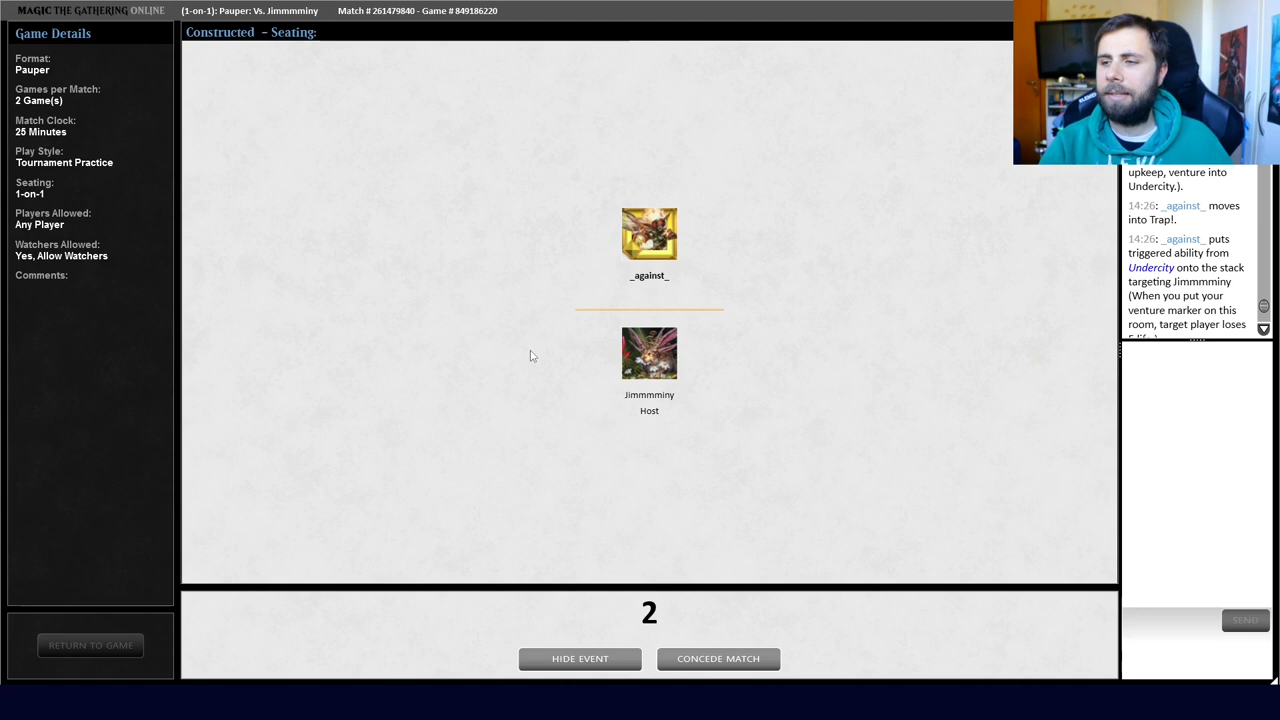 MAGIC THE GATHERING ONLINE
(1-on-1): Pauper: Vs. Jimmmminy
Match # 261479840 - Game # 849186220
Game Details
Constructed – Seating:
Format:
Pauper
Games per Match:
2 Game(s)
Match Clock:
25 Minutes
Play Style:
Tournament Practice
Seating:
1-on-1
Players Allowed:
Any Player
Watchers Allowed:
Yes, Allow Watchers
Comments:
_against_
Jimmmminy
Host
upkeep, venture into
Undercity.).
14:26: _against_ moves
into Trap!.
14:26: _against_ puts
triggered ability from
Undercity onto the stack
targeting Jimmmminy
(When you put your
venture marker on this
room, target player loses
2
RETURN TO GAME
HIDE EVENT
CONCEDE MATCH
SEND